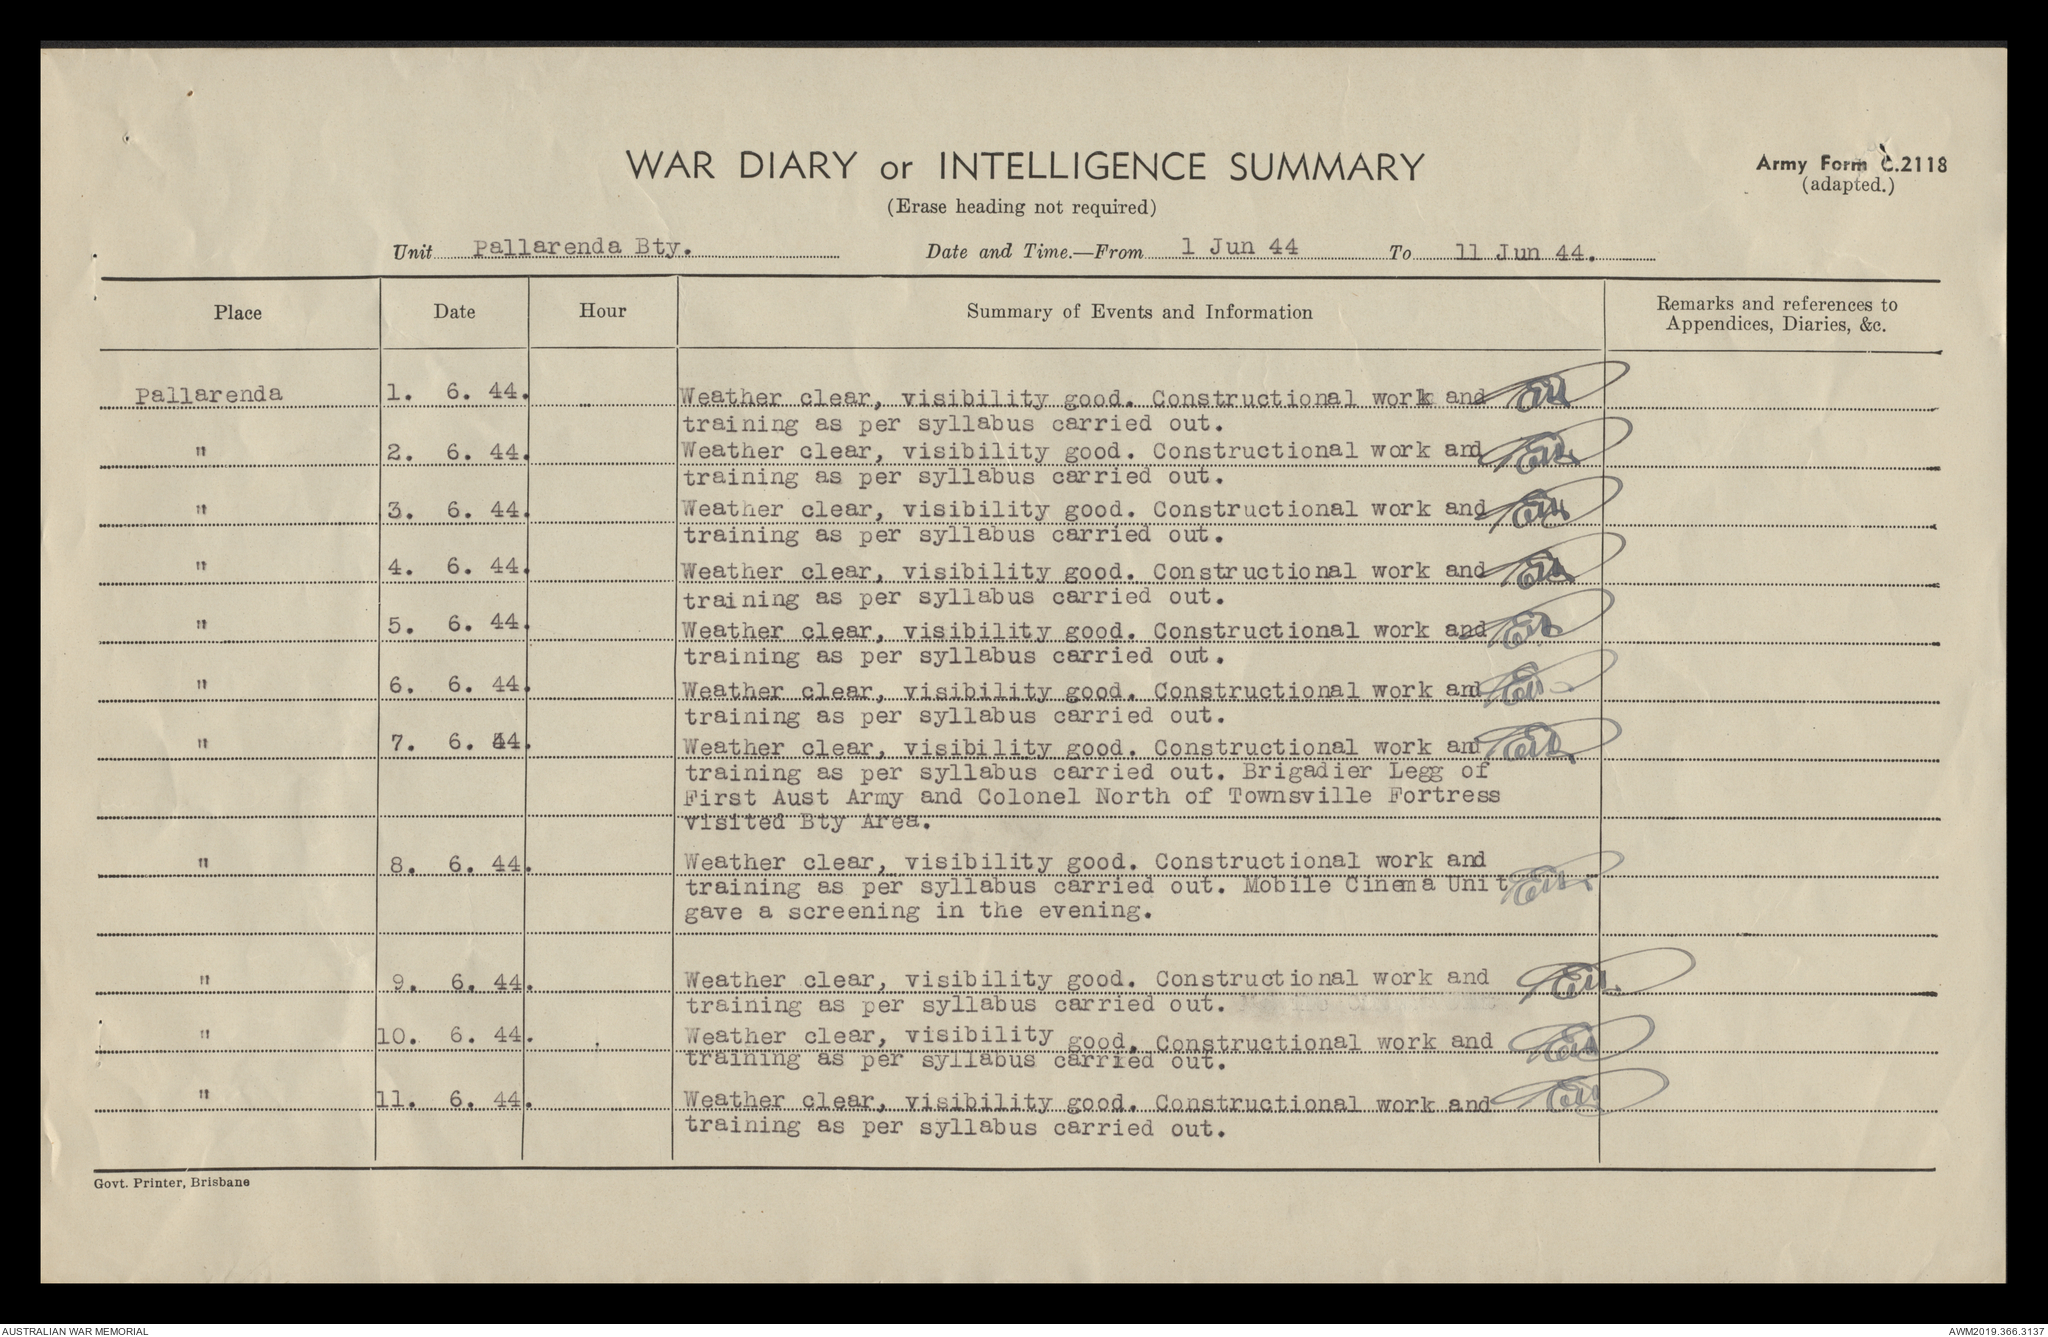 WAR DIARY or INTELLIGENCE SUMMARY
Army Form C.2118
(adapted.)
(Erase heading not required)
Unit Pallarenda Bty. Date and Time.—From 1 Jun 44 To 11 Jun 44.
Place Date Hour Summary of Events and Information Remarks and references to
Appendices, Diaries, &c.
Pallarenda 1. 6. 44. Weather clear, visibility good. Constructional work and
training as per syllabus carried out.
" 2. 6. 44. Weather clear, visibility good. Constructional work and
training as per syllabus carried out.
" 3. 6. 44. Weather clear, visibility good. Constructional work and
training as per syllabus carried out.
" 4. 6. 44. Weather clear, visibility good. Constructional work and
training as per syllabus carried out.
" 5. 6. 44. Weather clear, visibility good. Constructional work and
training as per syllabus carried out.
" 6. 6. 44. Weather clear, visibility good. Constructional work and
training as per syllabus carried out.
" 7. 6. 44. Weather clear, visibility good. Constructional work and
training as per syllabus carried out. Brigadier Legg of
First Aust Army and Colonel North of Townsville Fortress
visited Bty Area.
" 8. 6. 44. Weather clear, visibility good. Constructional work and
training as per syllabus carried out. Mobile Cinema Unit
gave a screening in the evening.
" 9. 6. 44. Weather clear, visibility good. Constructional work and
training as per syllabus carried out.
" 10. 6. 44. Weather clear, visibility good. Constructional work and
training as per syllabus carried out.
" 11. 6. 44. Weather clear, visibility good. Constructional work and
training as per syllabus carried out.
Govt. Printer, Brisbane
AUSTRALIAN WAR MEMORIAL
AWM2019.366.3137